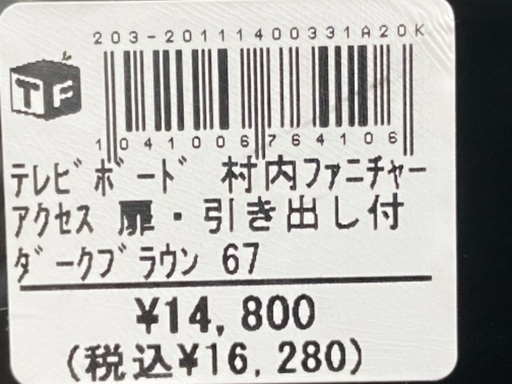 203-20111400331A20K
TF
1041006764106
ﾃﾚﾋﾞﾎﾞｰﾄﾞ 村内ﾌｧﾆﾁｬｰ
ｱｸｾｽ 扉・引き出し付
ﾀﾞｰｸﾌﾞﾗｳﾝ 67
¥14,800
(税込¥16,280)